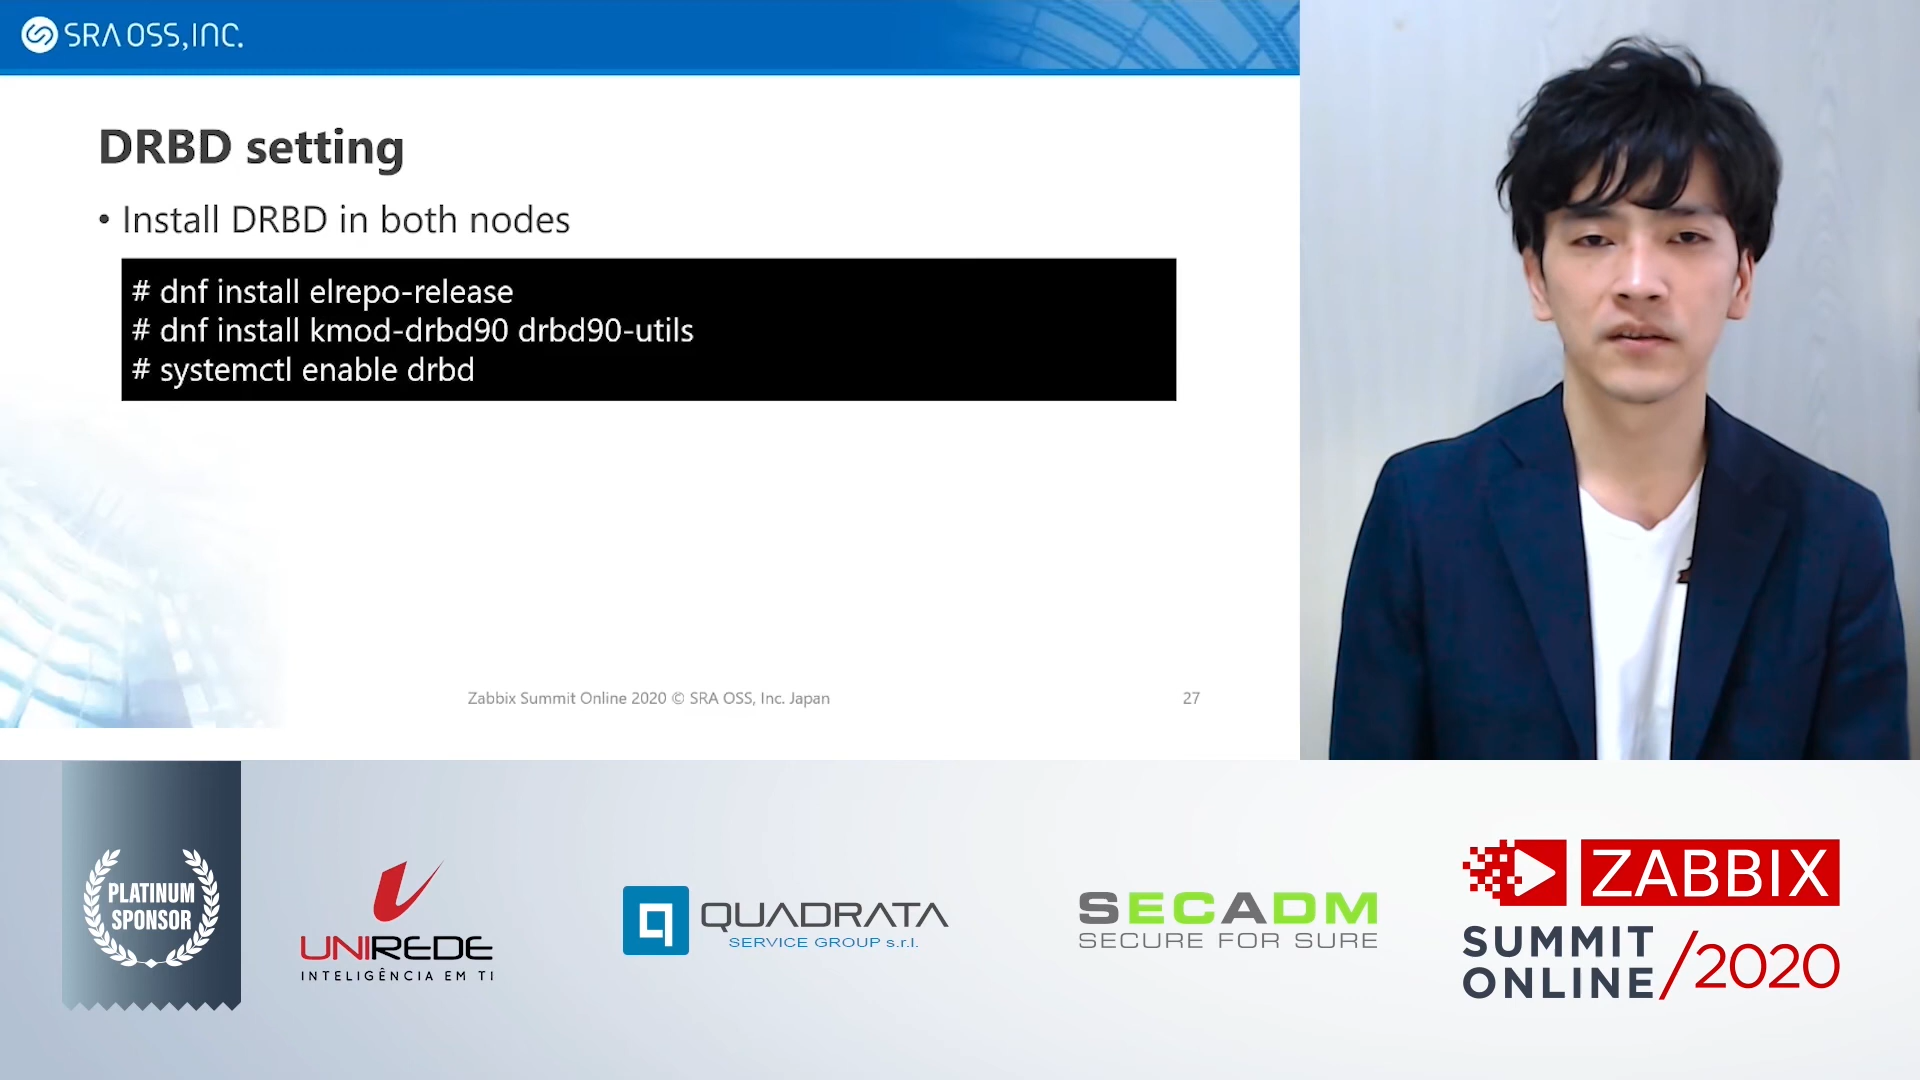 SRA OSS, INC.
DRBD setting
• Install DRBD in both nodes
# dnf install elrepo-release
# dnf install kmod-drbd90 drbd90-utils
# systemctl enable drbd
Zabbix Summit Online 2020 © SRA OSS, Inc. Japan
27
PLATINUM
SPONSOR
UNIREDE
INTELIGÊNCIA EM TI
QUADRATA
SERVICE GROUP s.r.l.
SECADM
SECURE FOR SURE
ZABBIX
SUMMIT
ONLINE /2020